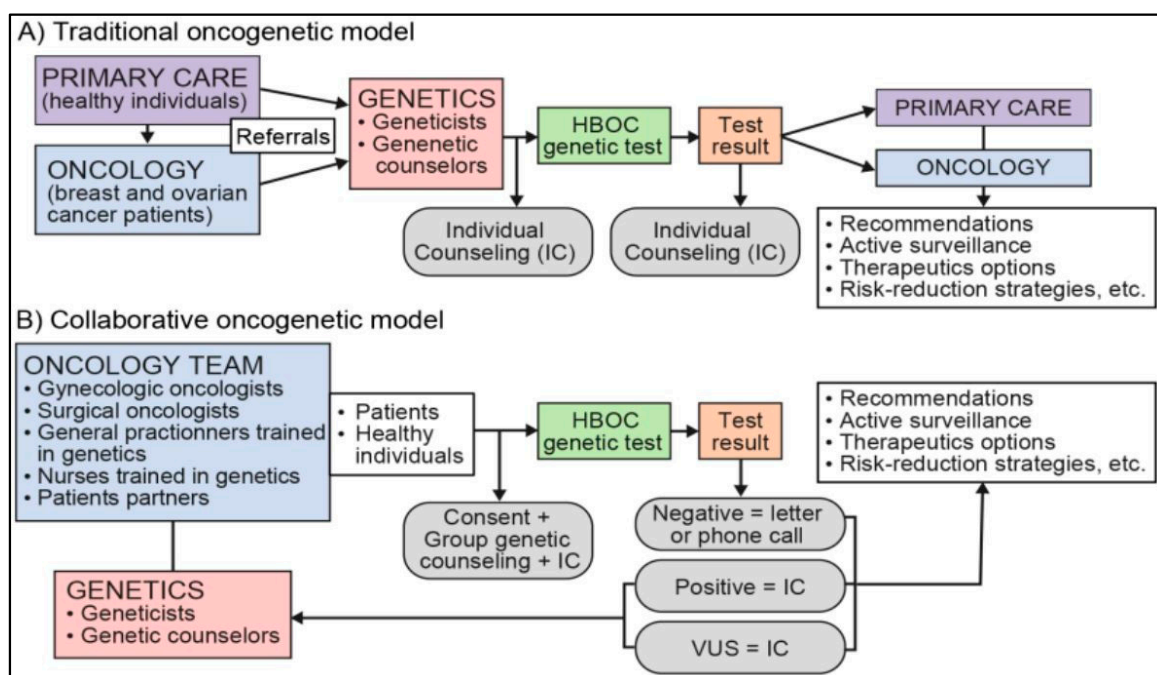 A) Traditional oncogenetic model
PRIMARY CARE
(healthy individuals)
Referrals
ONCOLOGY
(breast and ovarian
cancer patients)
GENETICS
• Geneticists
• Genenetic
counselors
HBOC
genetic test
Test
result
Individual
Counseling (IC)
Individual
Counseling (IC)
PRIMARY CARE
ONCOLOGY
• Recommendations
• Active surveillance
• Therapeutics options
• Risk-reduction strategies, etc.
B) Collaborative oncogenetic model
ONCOLOGY TEAM
• Gynecologic oncologists
• Surgical oncologists
• General practionners trained
in genetics
• Nurses trained in genetics
• Patients partners
• Patients
• Healthy
individuals
HBOC
genetic test
Test
result
Consent +
Group genetic
counseling + IC
Negative = letter
or phone call
Positive = IC
VUS = IC
• Recommendations
• Active surveillance
• Therapeutics options
• Risk-reduction strategies, etc.
GENETICS
• Geneticists
• Genetic counselors